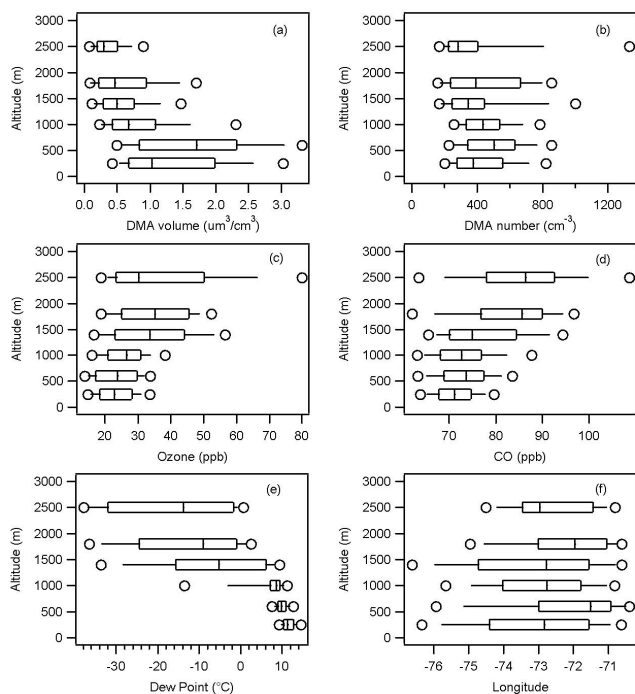 (a)
Altitude (m)
3000
2500
2000
1500
1000
500
0
0.0 0.5 1.0 1.5 2.0 2.5 3.0
DMA volume (um³/cm³)
(b)
Altitude (m)
3000
2500
2000
1500
1000
500
0
0 400 800 1200
DMA number (cm⁻³)
(c)
Altitude (m)
3000
2500
2000
1500
1000
500
0
20 30 40 50 60 70 80
Ozone (ppb)
(d)
Altitude (m)
3000
2500
2000
1500
1000
500
0
70 80 90 100
CO (ppb)
(e)
Altitude (m)
3000
2500
2000
1500
1000
500
0
-30 -20 -10 0 10
Dew Point (°C)
(f)
Altitude (m)
3000
2500
2000
1500
1000
500
0
-76 -75 -74 -73 -72 -71
Longitude